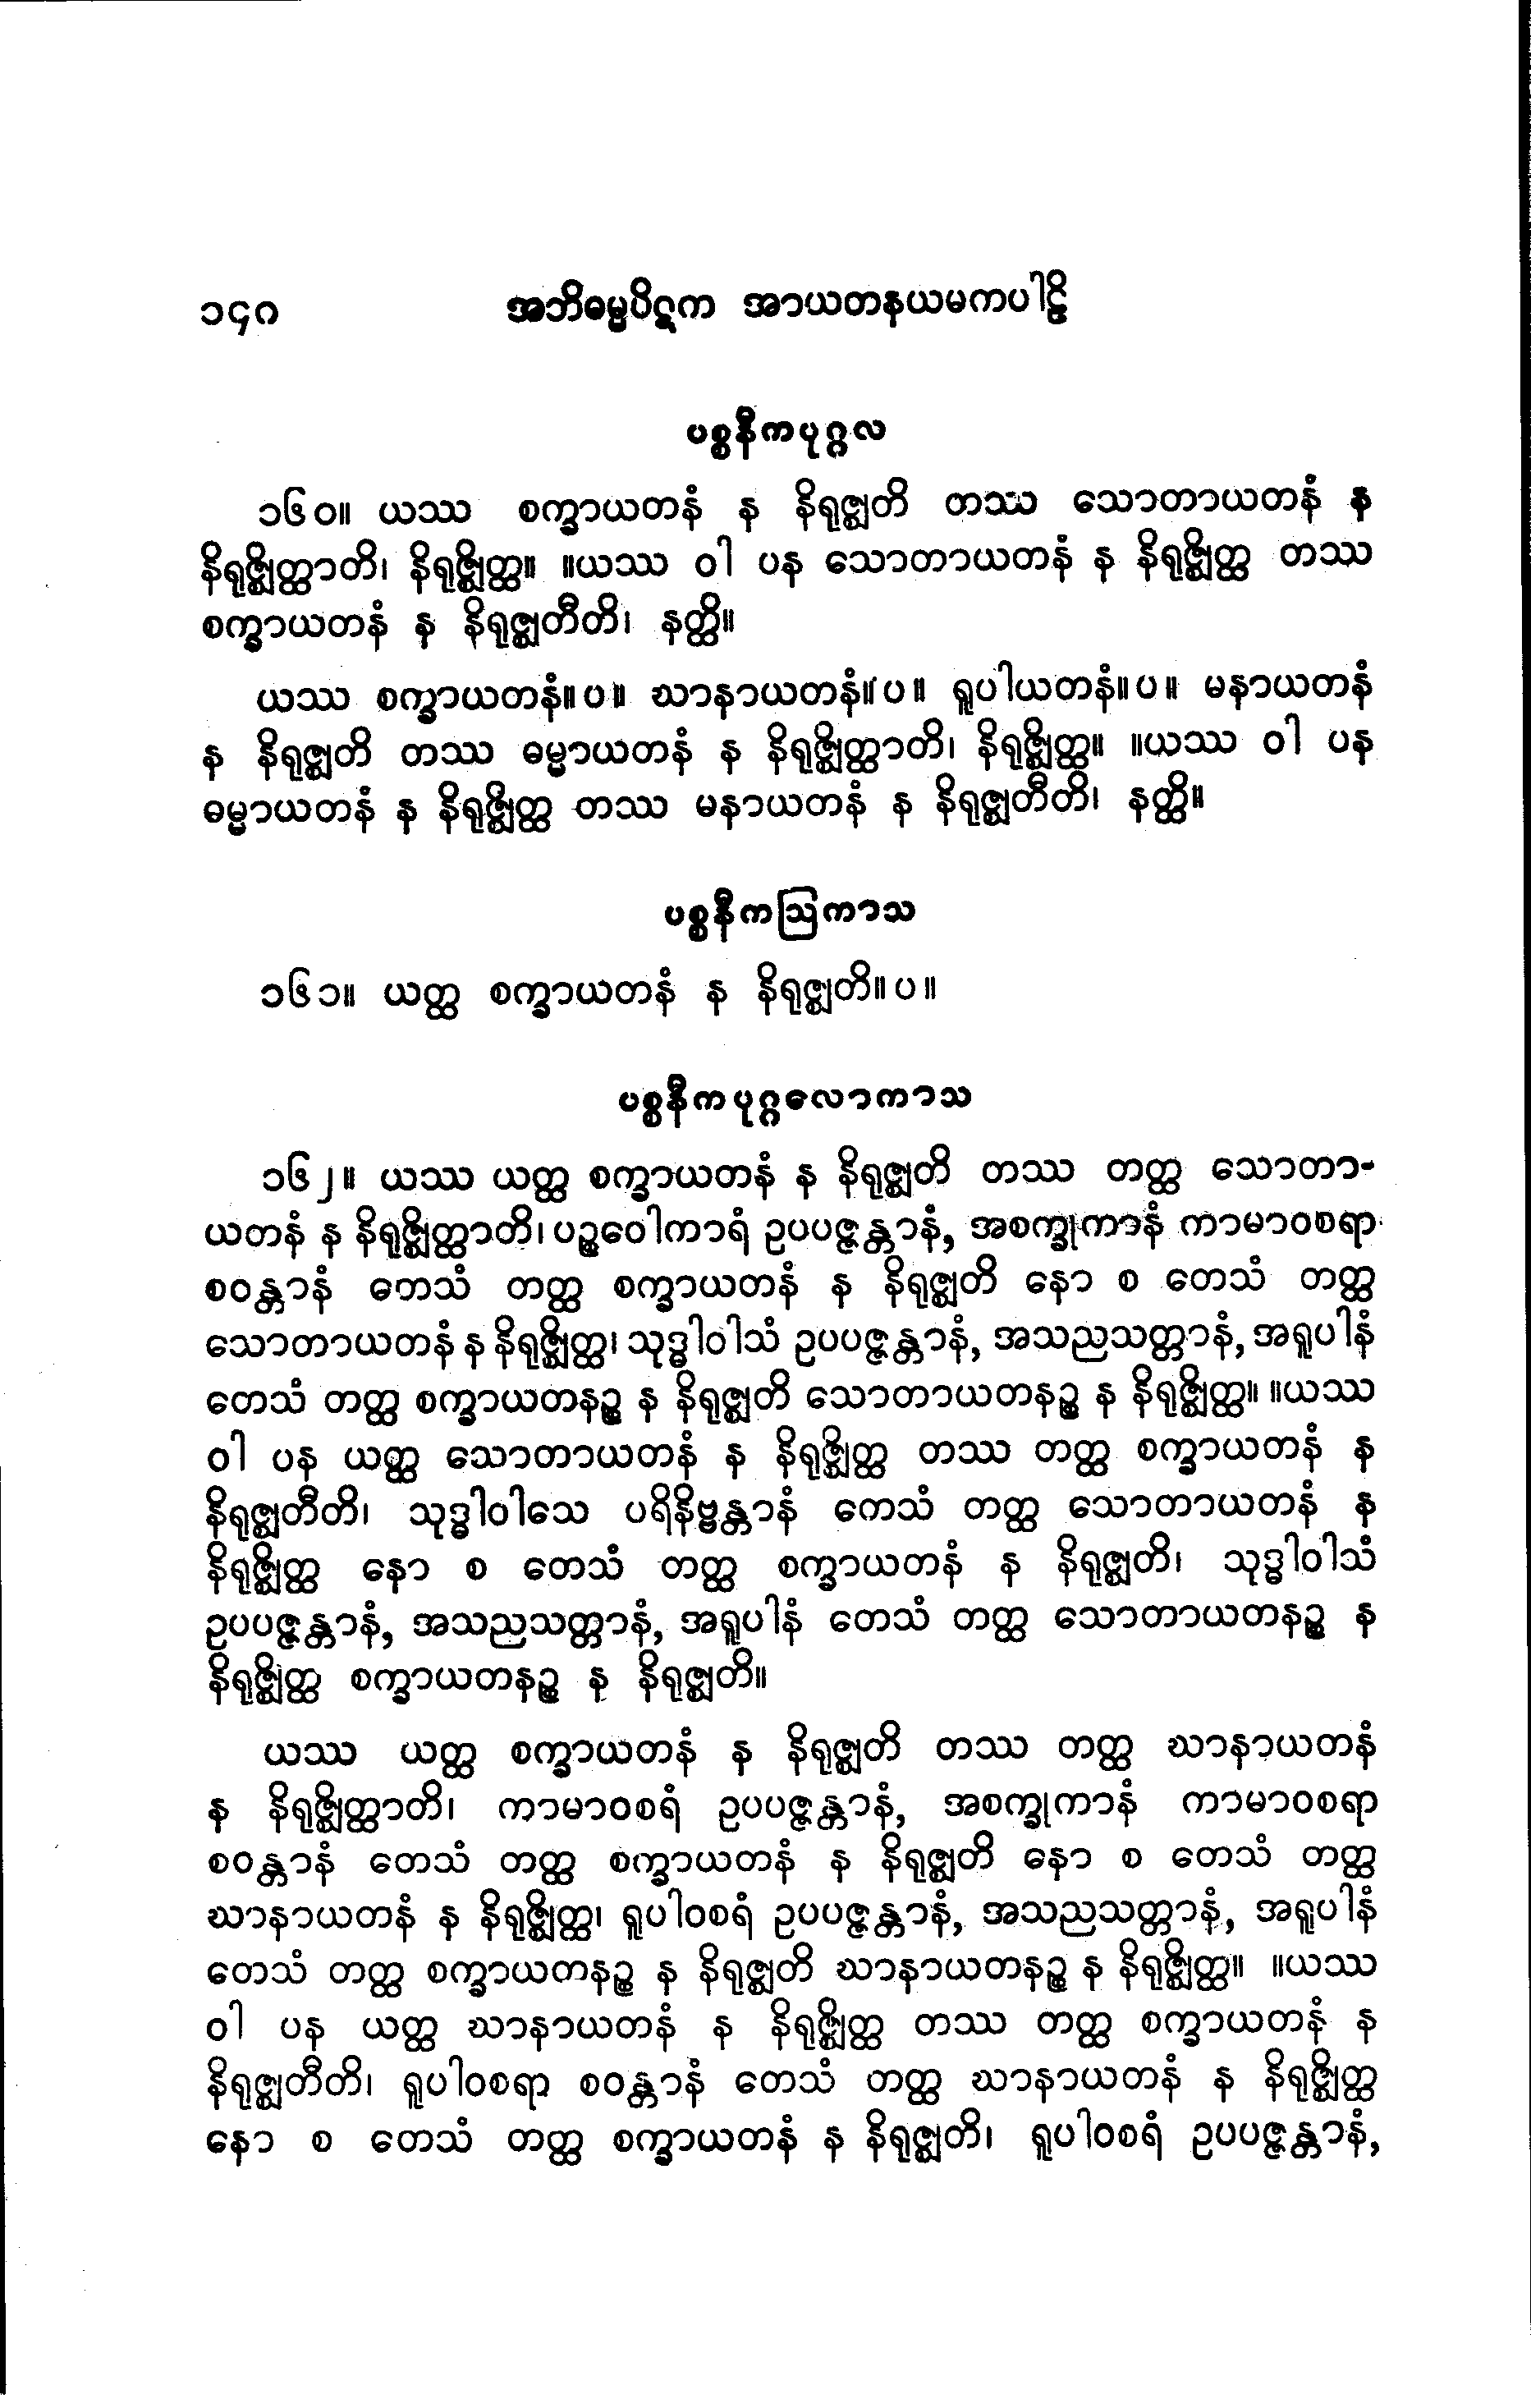 ၁၄၈ အဘိဓမ္မပိဋက အာယတနယမကပါဠိ
ပစ္စနီကပုဂ္ဂလ
၁၆၀။ ယဿ စက္ခာယတနံ န နိရုဇ္ဈတိ တဿ သောတာယတနံ န
နိရုဇ္ဈိတ္ထာတိ၊ နိရုဇ္ဈိတ္ထ။ ။ယဿ ဝါ ပန သောတာယတနံ န နိရုဇ္ဈိတ္ထ တဿ
စက္ခာယတနံ န နိရုဇ္ဈတီတိ၊ နတ္ထိ။
ယဿ စက္ခာယတနံ။ပ။ ဃာနာယတနံ။ပ။ ရူပါယတနံ။ပ။ မနာယတနံ
န နိရုဇ္ဈတိ တဿ ဓမ္မာယတနံ န နိရုဇ္ဈိတ္ထာတိ၊ နိရုဇ္ဈိတ္ထ။ ။ယဿ ဝါ ပန
ဓမ္မာယတနံ န နိရုဇ္ဈိတ္ထ တဿ မနာယတနံ န နိရုဇ္ဈတီတိ၊ နတ္ထိ။
ပစ္စနီကဩကာသ
၁၆၁။ ယတ္ထ စက္ခာယတနံ န နိရုဇ္ဈတိ။ပ။
ပစ္စနီကပုဂ္ဂလောကာသ
၁၆၂။ ယဿ ယတ္ထ စက္ခာယတနံ န နိရုဇ္ဈတိ တဿ တတ္ထ သောတာ-
ယတနံ န နိရုဇ္ဈိတ္ထာတိ၊ ပဉ္စဝေါကာရံ ဥပပဇ္ဇန္တာနံ, အစက္ခုကာနံ ကာမာဝစရာ
စဝန္တာနံ တေသံ တတ္ထ စက္ခာယတနံ န နိရုဇ္ဈတိ နော စ တေသံ တတ္ထ
သောတာယတနံ န နိရုဇ္ဈိတ္ထ၊ သုဒ္ဓါဝါသံ ဥပပဇ္ဇန္တာနံ, အသညသတ္တာနံ, အရူပါနံ
တေသံ တတ္ထ စက္ခာယတနဉ္စ န နိရုဇ္ဈတိ သောတာယတနဉ္စ န နိရုဇ္ဈိတ္ထ။ ။ယဿ
ဝါ ပန ယတ္ထ သောတာယတနံ န နိရုဇ္ဈိတ္ထ တဿ တတ္ထ စက္ခာယတနံ န
နိရုဇ္ဈတီတိ၊ သုဒ္ဓါဝါသေ ပရိနိဗ္ဗန္တာနံ တေသံ တတ္ထ သောတာယတနံ န
နိရုဇ္ဈိတ္ထ နော စ တေသံ တတ္ထ စက္ခာယတနံ န နိရုဇ္ဈတိ၊ သုဒ္ဓါဝါသံ
ဥပပဇ္ဇန္တာနံ, အသညသတ္တာနံ, အရူပါနံ တေသံ တတ္ထ သောတာယတနဉ္စ န
နိရုဇ္ဈိတ္ထ စက္ခာယတနဉ္စ န နိရုဇ္ဈတိ။
ယဿ ယတ္ထ စက္ခာယတနံ န နိရုဇ္ဈတိ တဿ တတ္ထ ဃာနာယတနံ
န နိရုဇ္ဈိတ္ထာတိ၊ ကာမာဝစရံ ဥပပဇ္ဇန္တာနံ, အစက္ခုကာနံ ကာမာဝစရာ
စဝန္တာနံ တေသံ တတ္ထ စက္ခာယတနံ န နိရုဇ္ဈတိ နော စ တေသံ တတ္ထ
ဃာနာယတနံ န နိရုဇ္ဈိတ္ထ၊ ရူပါဝစရံ ဥပပဇ္ဇန္တာနံ, အသညသတ္တာနံ, အရူပါနံ
တေသံ တတ္ထ စက္ခာယတနဉ္စ န နိရုဇ္ဈတိ ဃာနာယတနဉ္စ န နိရုဇ္ဈိတ္ထ။ ။ယဿ
ဝါ ပန ယတ္ထ ဃာနာယတနံ န နိရုဇ္ဈိတ္ထ တဿ တတ္ထ စက္ခာယတနံ န
နိရုဇ္ဈတီတိ၊ ရူပါဝစရာ စဝန္တာနံ တေသံ တတ္ထ ဃာနာယတနံ န နိရုဇ္ဈိတ္ထ
နော စ တေသံ တတ္ထ စက္ခာယတနံ န နိရုဇ္ဈတိ၊ ရူပါဝစရံ ဥပပဇ္ဇန္တာနံ,